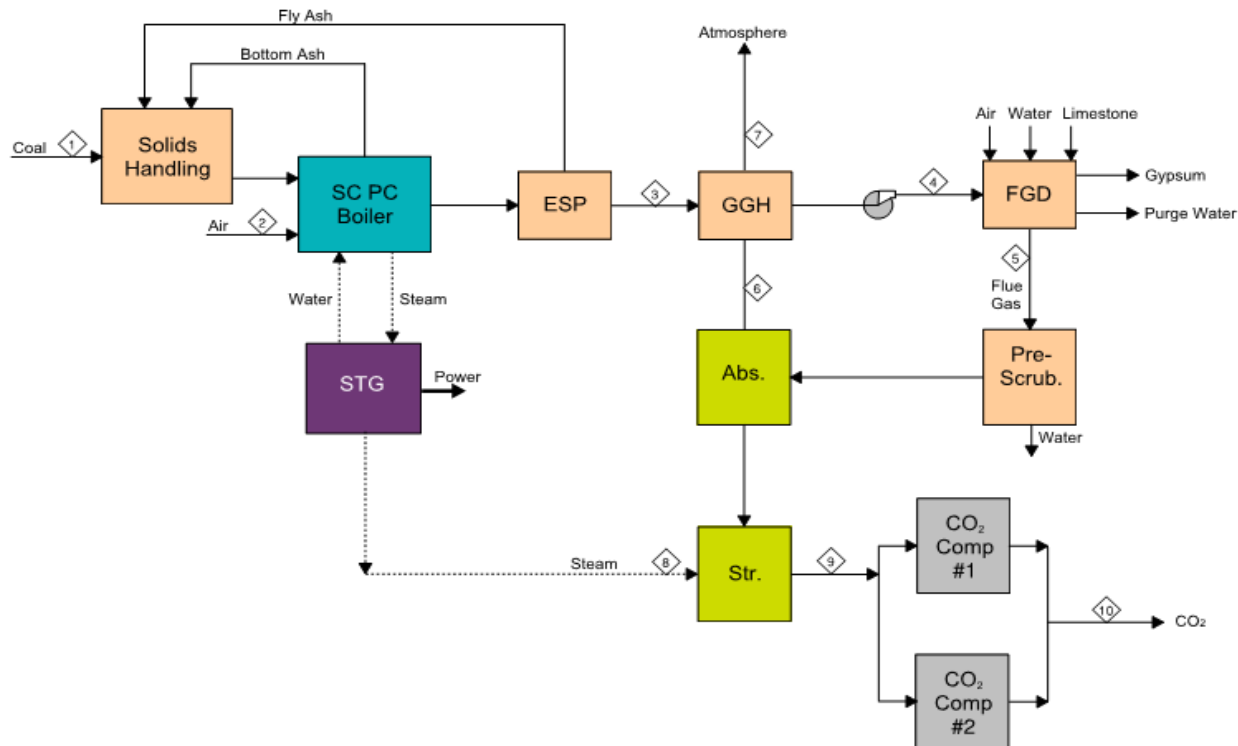 Fly Ash
Atmosphere
Bottom Ash
Coal
1
Solids
Handling
SC PC
Boiler
Air
2
ESP
3
GGH
7
4
Air
Water
Limestone
FGD
Gypsum
Purge Water
5
Flue
Gas
6
Water
Steam
STG
Power
Abs.
Pre-
Scrub.
Water
Steam
8
Str.
9
CO₂
Comp
#1
10
CO₂
CO₂
Comp
#2